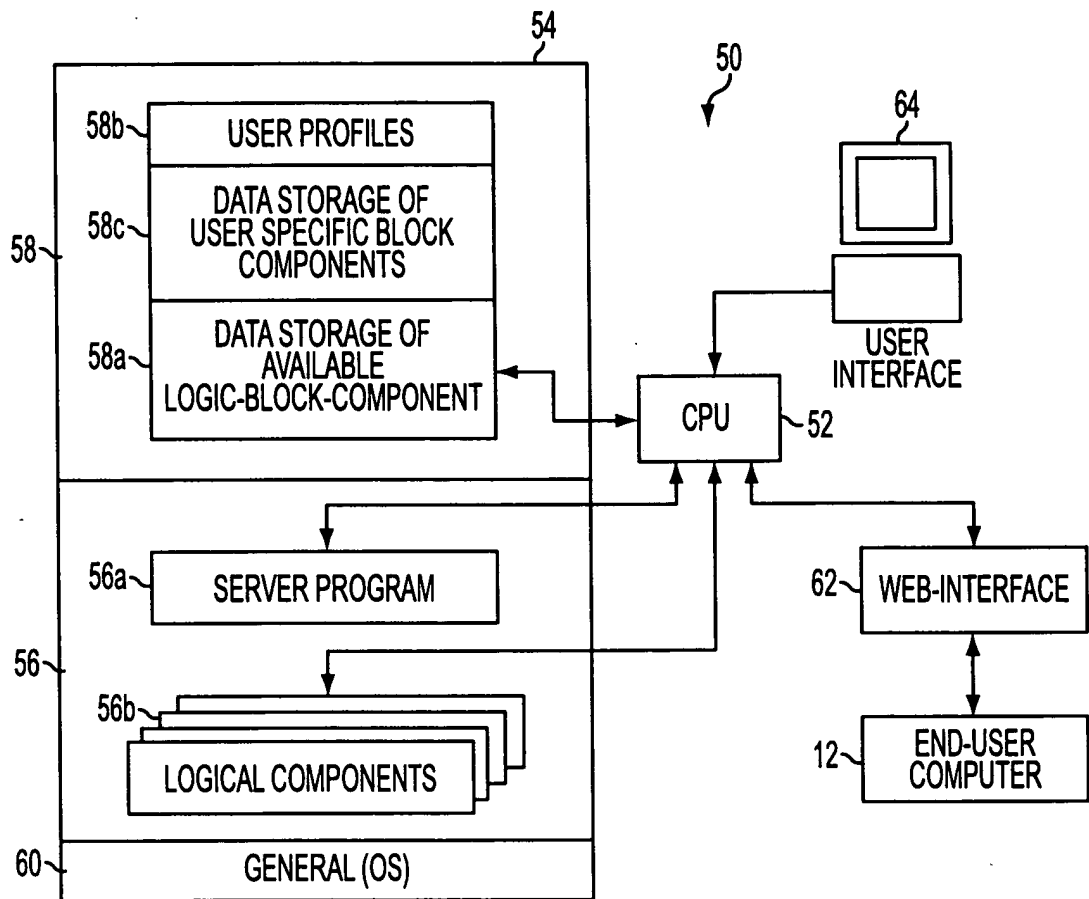 54
50
64
58b
USER PROFILES
58c
DATA STORAGE OF
USER SPECIFIC BLOCK
COMPONENTS
58
58a
DATA STORAGE OF
AVAILABLE
LOGIC-BLOCK-COMPONENT
USER
INTERFACE
CPU
52
56a
SERVER PROGRAM
62
WEB-INTERFACE
56
56b
LOGICAL COMPONENTS
12
END-USER
COMPUTER
60
GENERAL (OS)